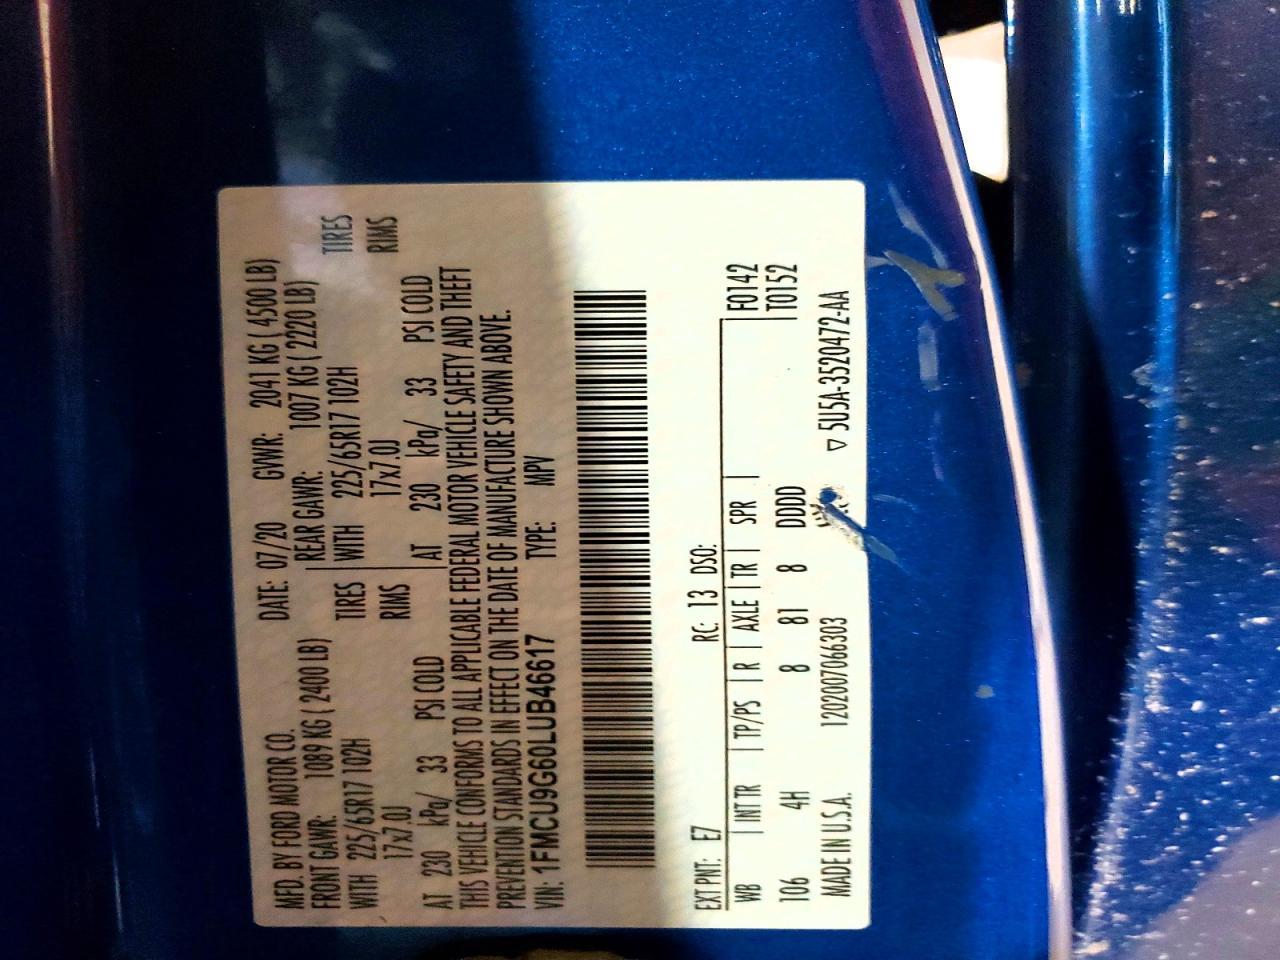 MFD. BY FORD MOTOR CO.
DATE: 07/20 GVWR: 2041 KG ( 4500 LB)
FRONT GAWR: 1089 KG ( 2400 LB)
REAR GAWR: 1007 KG ( 2220 LB)
WITH 225/65R17 102H TIRES
WITH 225/65R17 102H TIRES
17x7.0J RIMS
17x7.0J RIMS
AT 230 kPa/ 33 PSI COLD
AT 230 kPa/ 33 PSI COLD
THIS VEHICLE CONFORMS TO ALL APPLICABLE FEDERAL MOTOR VEHICLE SAFETY AND THEFT
PREVENTION STANDARDS IN EFFECT ON THE DATE OF MANUFACTURE SHOWN ABOVE.
VIN: 1FMCU9G60LUB46617 TYPE: MPV
EXT PNT: E7 RC: 13 DSO:
WB | INT TR | TP/PS | R | AXLE | TR | SPR | F0142
106 4H 8 81 8 DDDD T0152
MADE IN U.S.A. 1202007066303
▽ 5U5A-3520472-AA